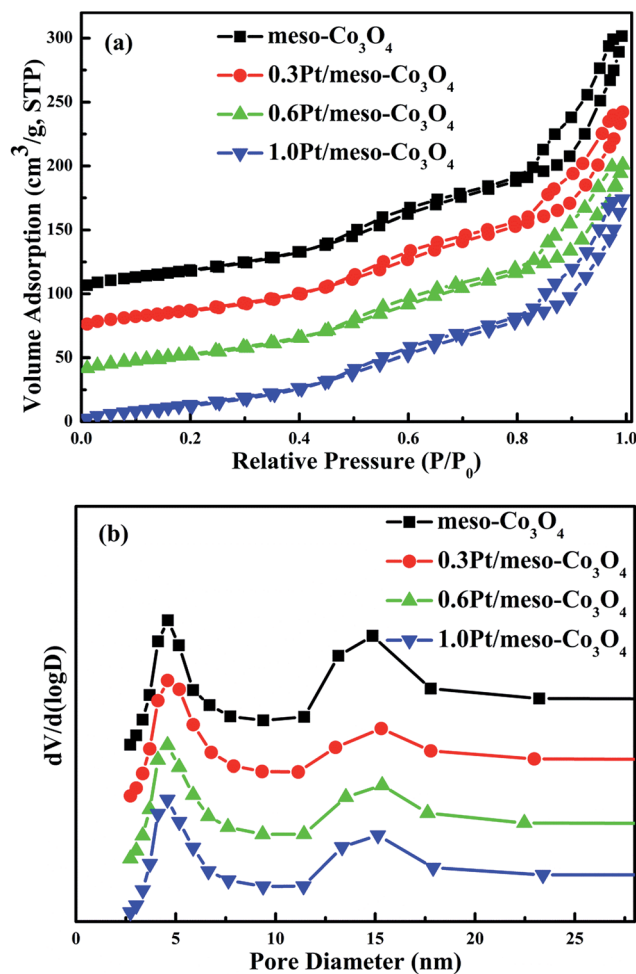 (a)
meso-Co₃O₄
0.3Pt/meso-Co₃O₄
0.6Pt/meso-Co₃O₄
1.0Pt/meso-Co₃O₄
Volume Adsorption (cm³/g, STP)
300
250
200
150
100
50
0
0.0 0.2 0.4 0.6 0.8 1.0
Relative Pressure (P/P₀)
(b)
meso-Co₃O₄
0.3Pt/meso-Co₃O₄
0.6Pt/meso-Co₃O₄
1.0Pt/meso-Co₃O₄
dV/d(logD)
0 5 10 15 20 25
Pore Diameter (nm)